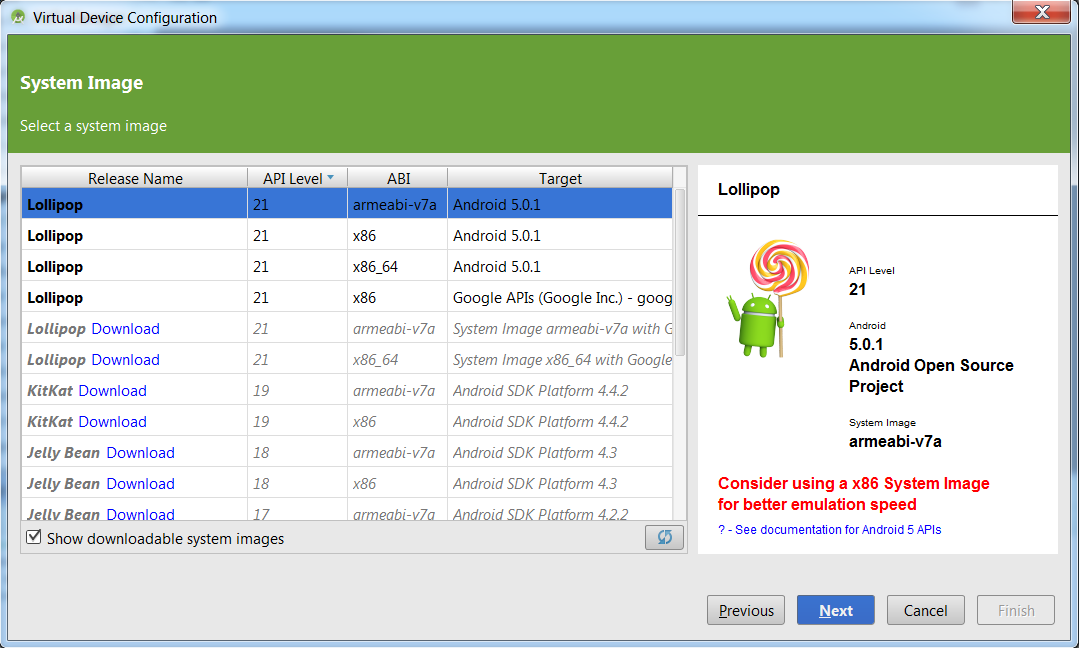 Virtual Device Configuration
System Image
Select a system image
Release Name API Level ABI Target
Lollipop 21 armeabi-v7a Android 5.0.1
Lollipop 21 x86 Android 5.0.1
Lollipop 21 x86_64 Android 5.0.1
Lollipop 21 x86 Google APIs (Google Inc.) - goog
Lollipop Download 21 armeabi-v7a System Image armeabi-v7a with G
Lollipop Download 21 x86_64 System Image x86_64 with Google
KitKat Download 19 armeabi-v7a Android SDK Platform 4.4.2
KitKat Download 19 x86 Android SDK Platform 4.4.2
Jelly Bean Download 18 armeabi-v7a Android SDK Platform 4.3
Jelly Bean Download 18 x86 Android SDK Platform 4.3
Jelly Bean Download 17 armeabi-v7a Android SDK Platform 4.2.2
Show downloadable system images
Lollipop
API Level
21
Android
5.0.1
Android Open Source
Project
System Image
armeabi-v7a
Consider using a x86 System Image
for better emulation speed
? - See documentation for Android 5 APIs
Previous Next Cancel Finish